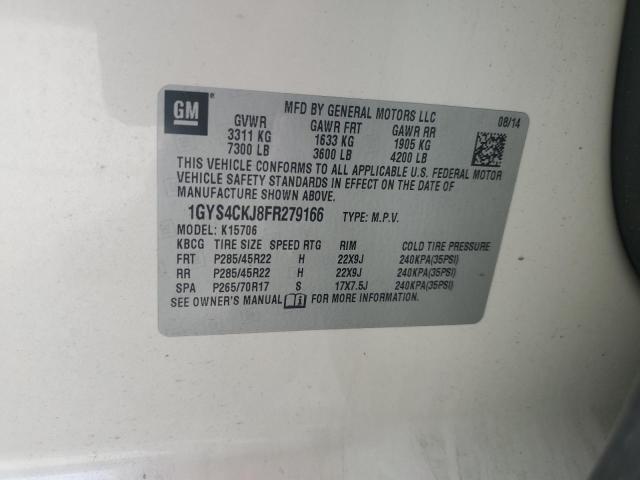 GM
MFD BY GENERAL MOTORS LLC
08/14
GVWR GAWR FRT GAWR RR
3311 KG 1633 KG 1905 KG
7300 LB 3600 LB 4200 LB
THIS VEHICLE CONFORMS TO ALL APPLICABLE U.S. FEDERAL MOTOR
VEHICLE SAFETY STANDARDS IN EFFECT ON THE DATE OF
MANUFACTURE SHOWN ABOVE.
1GYS4CKJ8FR279166 TYPE: M.P.V.
MODEL: K15706
KBCG TIRE SIZE SPEED RTG RIM COLD TIRE PRESSURE
FRT P285/45R22 H 22X9J 240KPA(35PSI)
RR P285/45R22 H 22X9J 240KPA(35PSI)
SPA P265/70R17 S 17X7.5J 240KPA(35PSI)
SEE OWNER'S MANUAL FOR MORE INFORMATION.